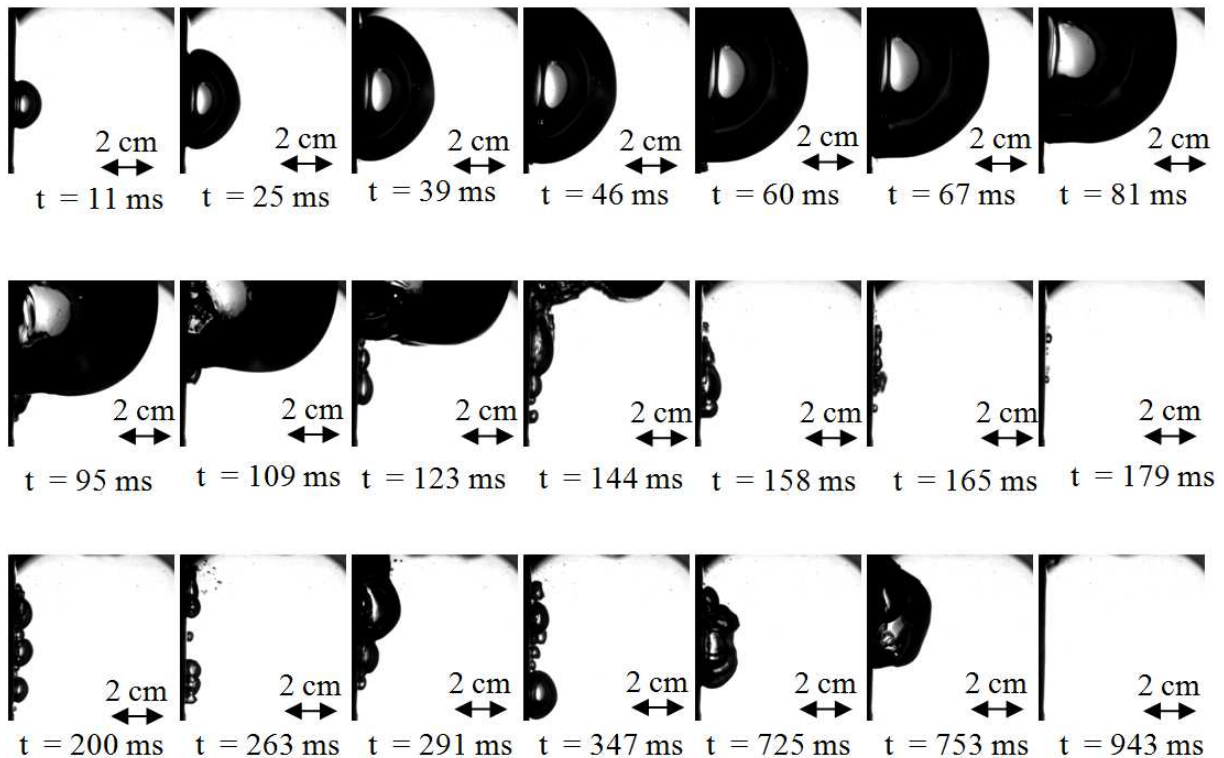 2 cm 2 cm 2 cm 2 cm 2 cm 2 cm 2 cm
t = 11 ms t = 25 ms t = 39 ms t = 46 ms t = 60 ms t = 67 ms t = 81 ms
2 cm 2 cm 2 cm 2 cm 2 cm 2 cm 2 cm
t = 95 ms t = 109 ms t = 123 ms t = 144 ms t = 158 ms t = 165 ms t = 179 ms
2 cm 2 cm 2 cm 2 cm 2 cm 2 cm 2 cm
t = 200 ms t = 263 ms t = 291 ms t = 347 ms t = 725 ms t = 753 ms t = 943 ms